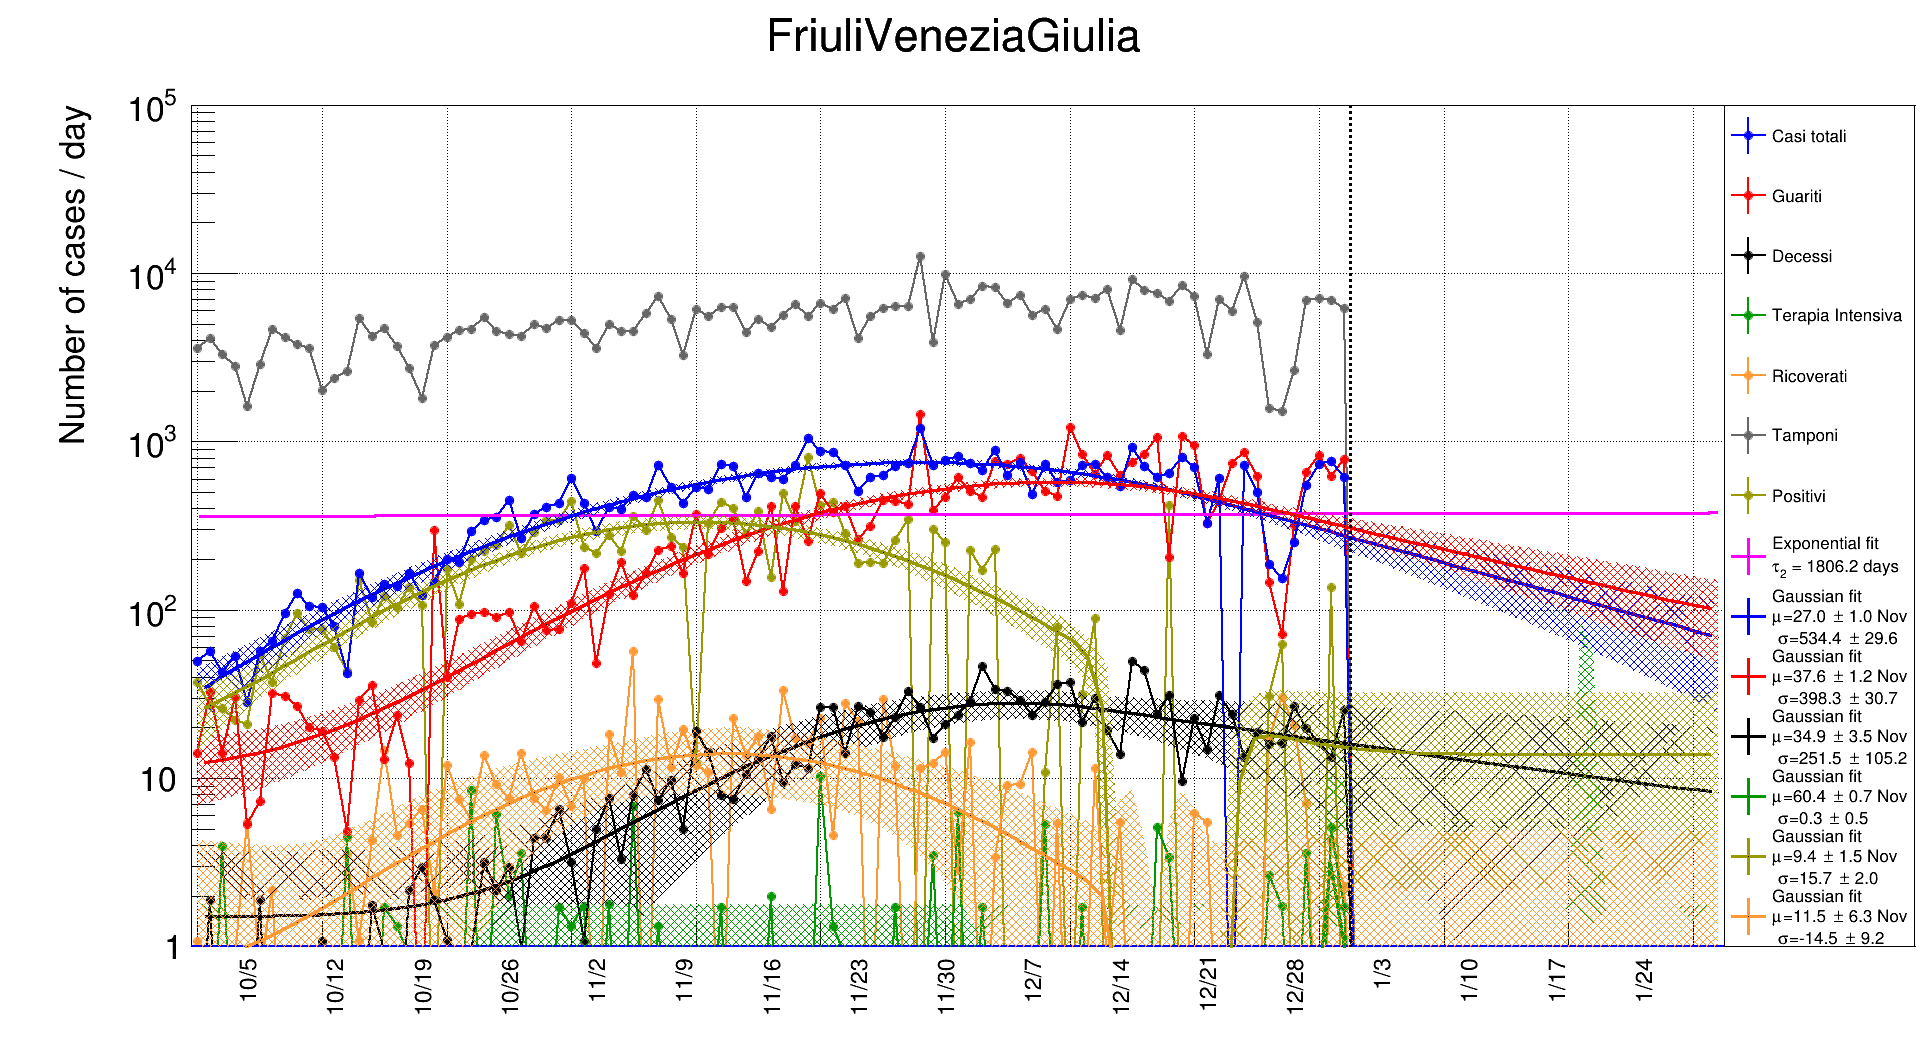 FriuliVeneziaGiulia
Number of cases / day
10^5
10^4
10^3
10^2
10
1
10/5
10/12
10/19
10/26
11/2
11/9
11/16
11/23
11/30
12/7
12/14
12/21
12/28
1/3
1/10
1/17
1/24
Casi totali
Guariti
Decessi
Terapia Intensiva
Ricoverati
Tamponi
Positivi
Exponential fit
τ₂ = 1806.2 days
Gaussian fit
μ=27.0 ± 1.0 Nov
σ=534.4 ± 29.6
Gaussian fit
μ=37.6 ± 1.2 Nov
σ=398.3 ± 30.7
Gaussian fit
μ=34.9 ± 3.5 Nov
σ=251.5 ± 105.2
Gaussian fit
μ=60.4 ± 0.7 Nov
σ=0.3 ± 0.5
Gaussian fit
μ=9.4 ± 1.5 Nov
σ=15.7 ± 2.0
Gaussian fit
μ=11.5 ± 6.3 Nov
σ=-14.5 ± 9.2